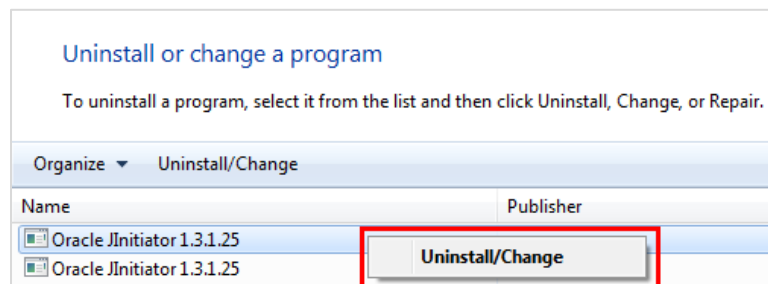 Uninstall or change a program
To uninstall a program, select it from the list and then click Uninstall, Change, or Repair.
Organize Uninstall/Change
Name Publisher
Oracle JInitiator 1.3.1.25
Uninstall/Change
Oracle JInitiator 1.3.1.25